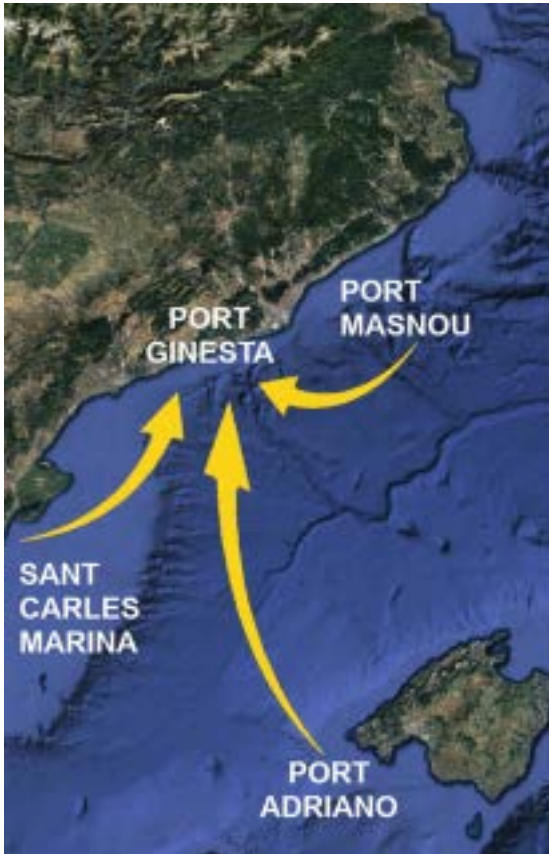 PORT
GINESTA
PORT
MASNOU
SANT
CARLES
MARINA
PORT
ADRIANO